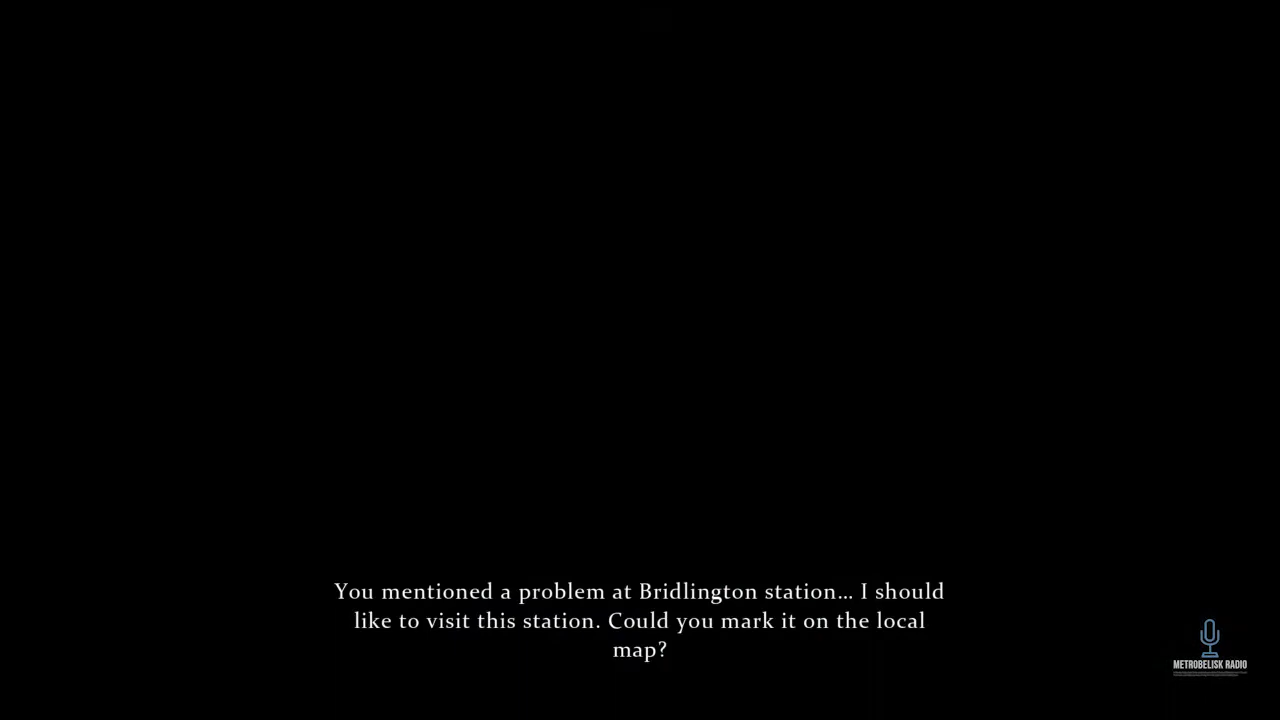 You mentioned a problem at Bridlington station... I should
like to visit this station. Could you mark it on the local
map?
METROBELISK RADIO